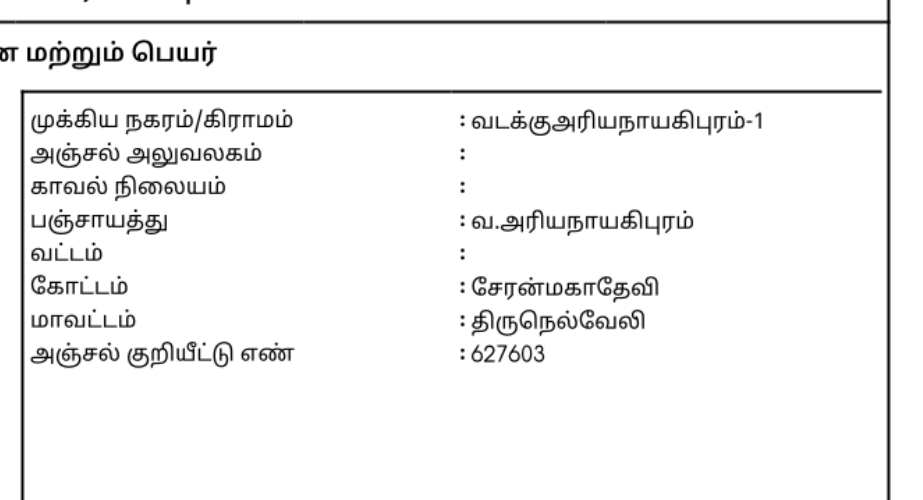 மற்றும் பெயர்
முக்கிய நகரம்/கிராமம் : வடக்குஅரியநாயகிபுரம்-1
அஞ்சல் அலுவலகம் :
காவல் நிலையம் :
பஞ்சாயத்து : வ.அரியநாயகிபுரம்
வட்டம் :
கோட்டம் : சேரன்மகாதேவி
மாவட்டம் : திருநெல்வேலி
அஞ்சல் குறியீட்டு எண் : 627603